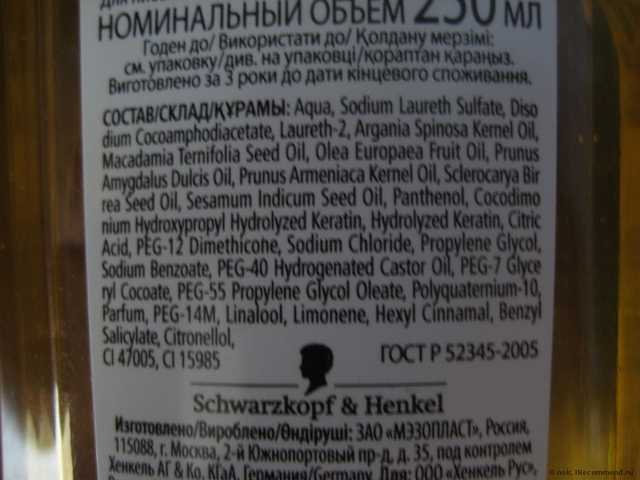 НОМИНАЛЬНЫЙ ОБЪЕМ 250 МЛ
Годен до/ Використати до/ Қолдану мерзімі:
см. упаковку/див. на упаковці/қораптан қараңыз.
Виготовлено за 3 роки до дати кінцевого споживання.
СОСТАВ/СКЛАД/ҚҰРАМЫ: Aqua, Sodium Laureth Sulfate, Diso
dium Cocoamphodiacetate, Laureth-2, Argania Spinosa Kernel Oil,
Macadamia Ternifolia Seed Oil, Olea Europaea Fruit Oil, Prunus
Amygdalus Dulcis Oil, Prunus Armeniaca Kernel Oil, Sclerocarya Bir
rea Seed Oil, Sesamum Indicum Seed Oil, Panthenol, Cocodimo
nium Hydroxypropyl Hydrolyzed Keratin, Hydrolyzed Keratin, Citric
Acid, PEG-12 Dimethicone, Sodium Chloride, Propylene Glycol,
Sodium Benzoate, PEG-40 Hydrogenated Castor Oil, PEG-7 Glyce
ryl Cocoate, PEG-55 Propylene Glycol Oleate, Polyquaternium-10,
Parfum, PEG-14M, Linalool, Limonene, Hexyl Cinnamal, Benzyl
Salicylate, Citronellol,
CI 47005, CI 15985
ГОСТ Р 52345-2005
Schwarzkopf & Henkel
Изготовлено/Вироблено/Өндіруші: ЗАО «МЭЗОПЛАСТ», Россия,
115088, г. Москва, 2-й Южнопортовый пр-д, д. 35, под контролем
Хенкель АГ & Ко. КГаА, Германия/Germany. Для: ООО «Хенкель Рус»,